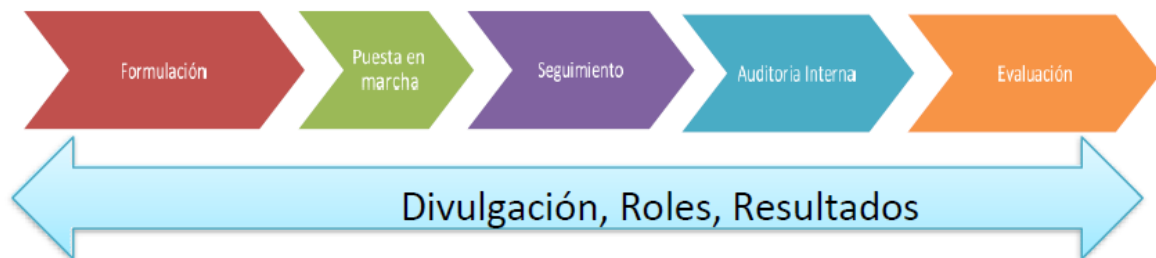 Formulación
Puesta en
marcha
Seguimiento
Auditoria Interna
Evaluación
Divulgación, Roles, Resultados